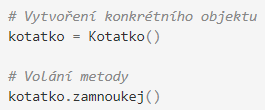 # Vytvoření konkrétního objektu
kotatko = Kotatko()
# Volání metody
kotatko.zamnoukej()